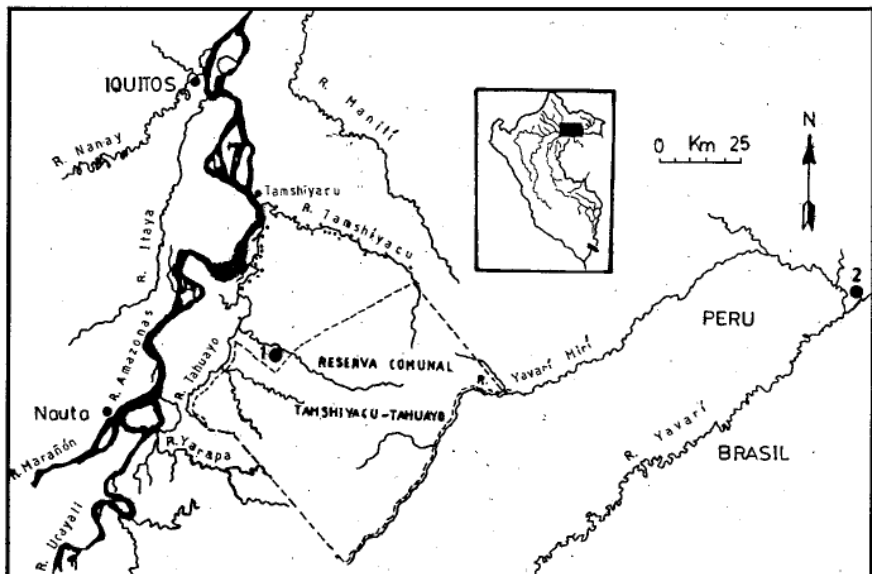 IQUITOS
R. Nanay
R. Itaya
R. Manití
Tamshiyacu
R. Tamshiyacu
0 Km 25
N
2
PERU
R. Amazonas
R. Tahuayo
1
RESERVA COMUNAL
TAMSHIYACU-TAHUAYO
R. Yavarí Mirí
Nauta
R. Marañón
R. Yarapa
R. Yavarí
BRASIL
R. Ucayali